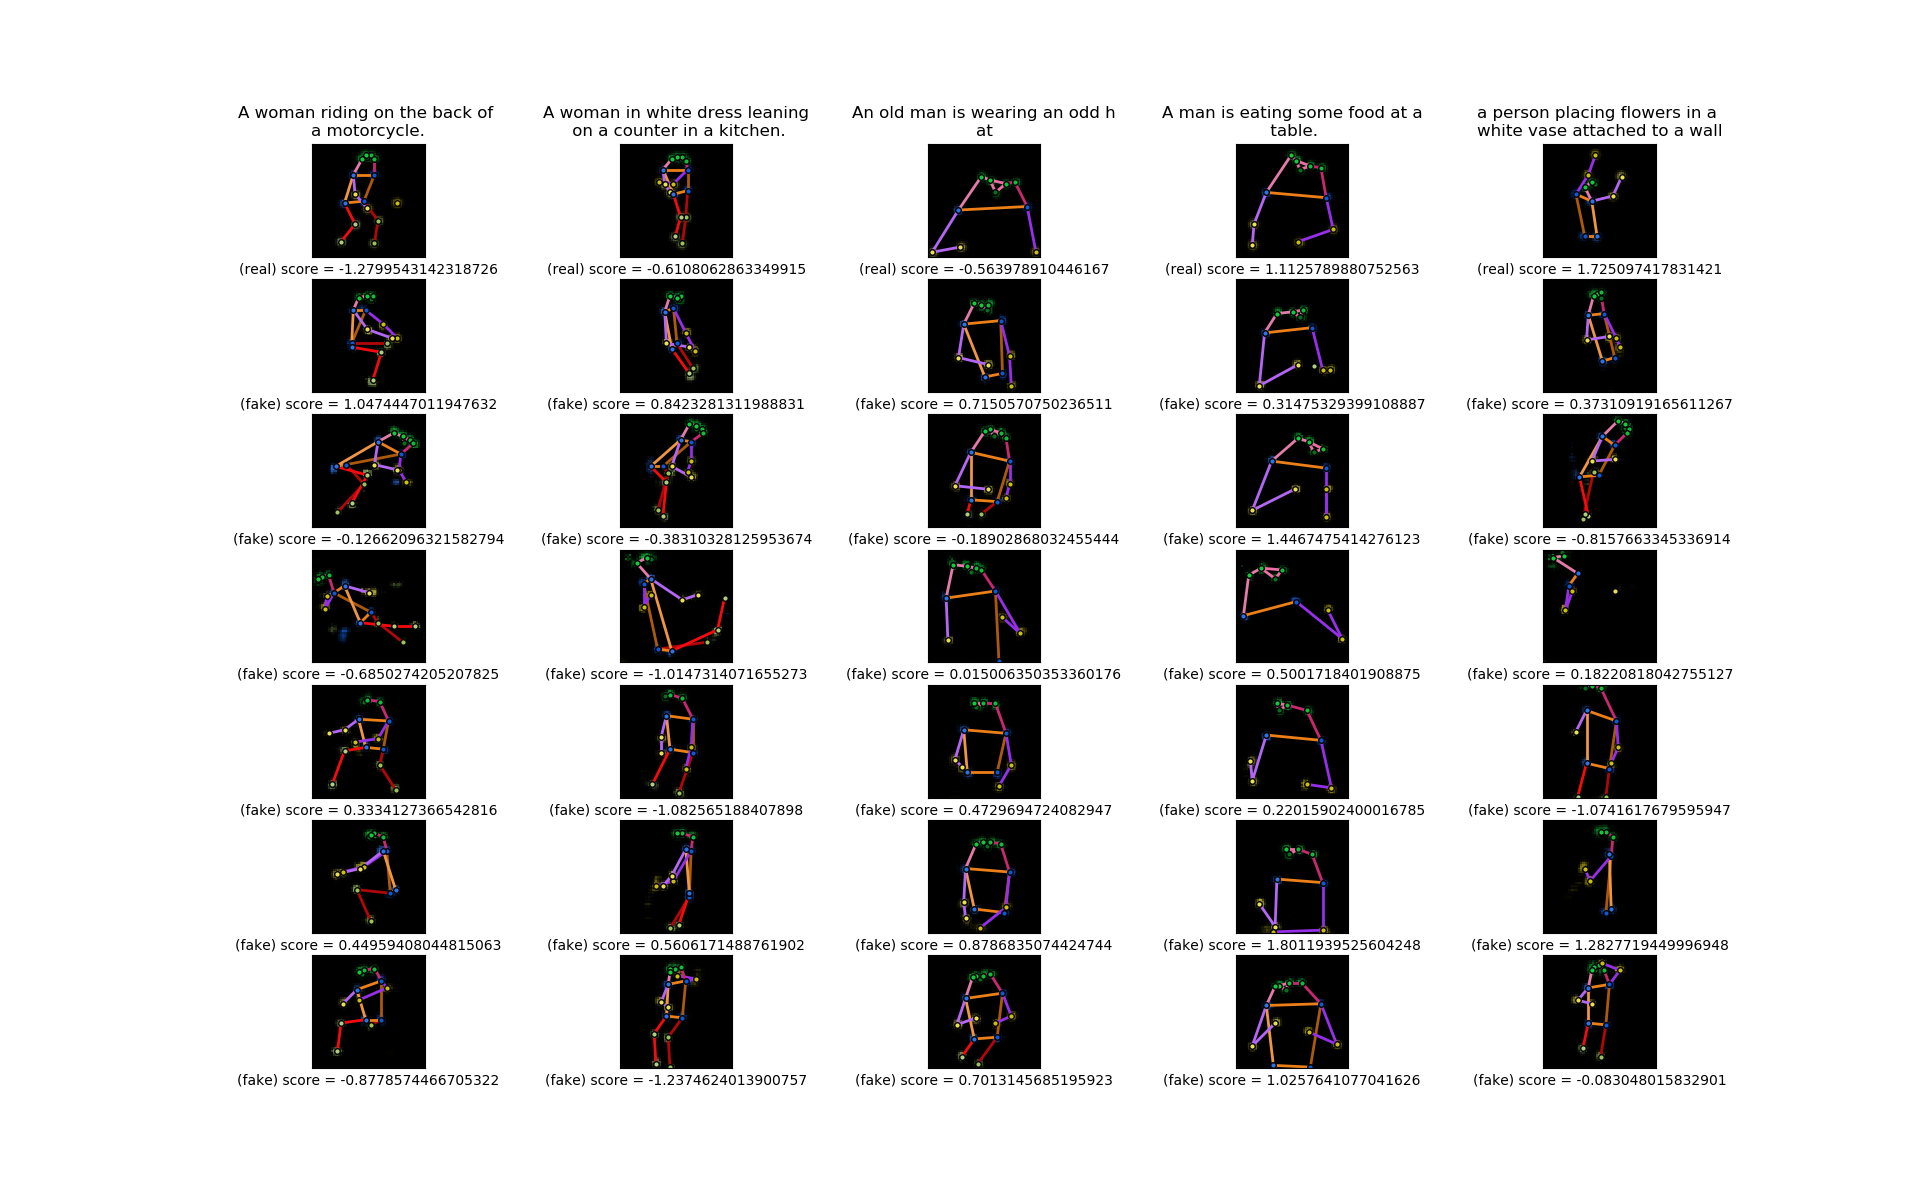 A woman riding on the back of
a motorcycle.
A woman in white dress leaning
on a counter in a kitchen.
An old man is wearing an odd h
at
A man is eating some food at a
table.
a person placing flowers in a
white vase attached to a wall
(real) score = -1.2799543142318726
(real) score = -0.6108062863349915
(real) score = -0.563978910446167
(real) score = 1.1125789880752563
(real) score = 1.725097417831421
(fake) score = 1.0474447011947632
(fake) score = 0.8423281311988831
(fake) score = 0.7150570750236511
(fake) score = 0.31475329399108887
(fake) score = 0.37310919165611267
(fake) score = -0.12662096321582794
(fake) score = -0.38310328125953674
(fake) score = -0.18902868032455444
(fake) score = 1.4467475414276123
(fake) score = -0.8157663345336914
(fake) score = -0.6850274205207825
(fake) score = -1.0147314071655273
(fake) score = 0.015006350353360176
(fake) score = 0.5001718401908875
(fake) score = 0.18220818042755127
(fake) score = 0.3334127366542816
(fake) score = -1.082565188407898
(fake) score = 0.4729694724082947
(fake) score = 0.22015902400016785
(fake) score = -1.0741617679595947
(fake) score = 0.44959408044815063
(fake) score = 0.5606171488761902
(fake) score = 0.8786835074424744
(fake) score = 1.8011939525604248
(fake) score = 1.2827719449996948
(fake) score = -0.8778574466705322
(fake) score = -1.2374624013900757
(fake) score = 0.7013145685195923
(fake) score = 1.0257641077041626
(fake) score = -0.083048015832901